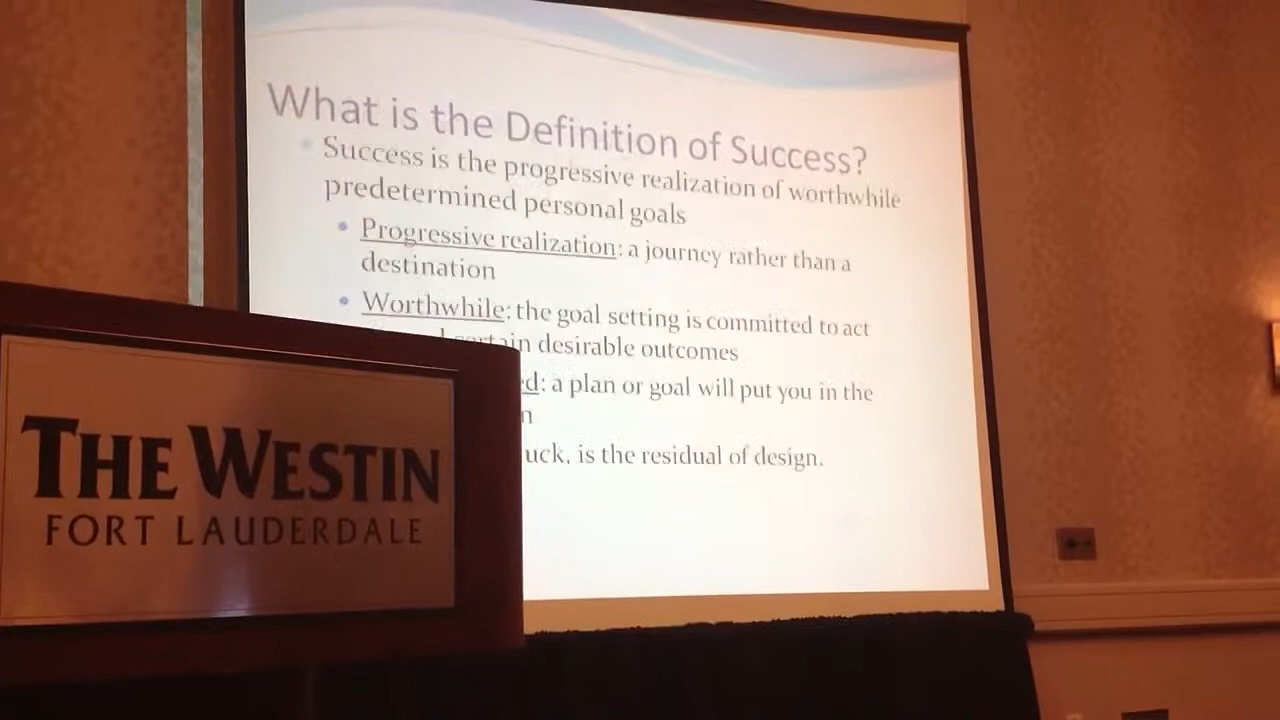 What is the Definition of Success?
Success is the progressive realization of worthwhile
predetermined personal goals
Progressive realization: a journey rather than a
destination
Worthwhile: the goal setting is committed to act
desirable outcomes
: a plan or goal will put you in the
is the residual of design.
THE WESTIN
FORT LAUDERDALE